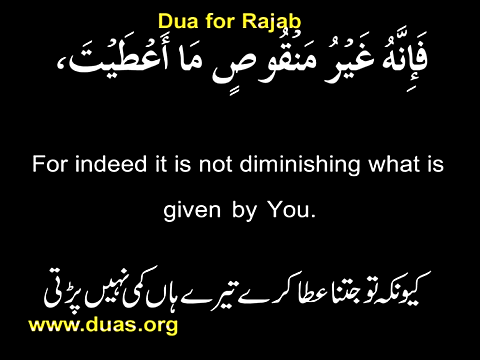 Dua for Rajab
فَإِنَّهُ غَيْرُ مَنْقُوصٍ مَا أَعْطَيْتَ،
For indeed it is not diminishing what is
given by You.
کیونکہ تو جتنا عطا کرے تیرے ہاں کمی نہیں پڑتی
www.duas.org